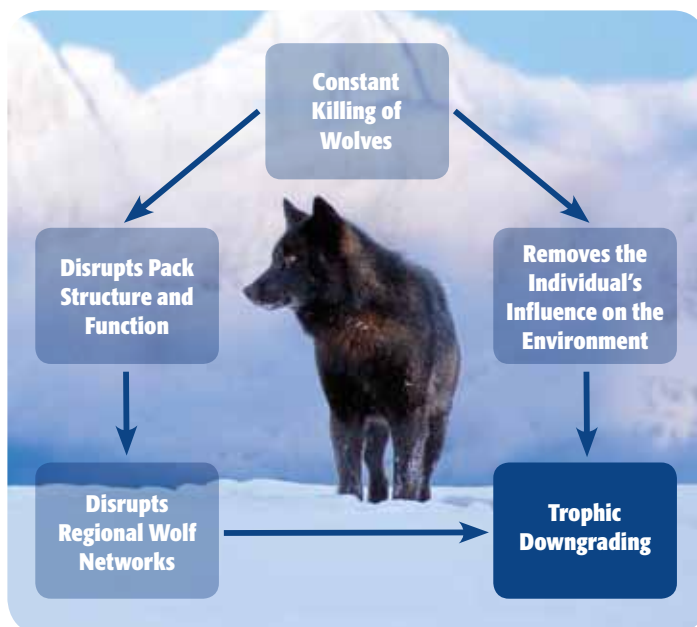 Constant
Killing of
Wolves
Disrupts Pack
Structure and
Function
Removes the
Individual's
Influence on the
Environment
Disrupts
Regional Wolf
Networks
Trophic
Downgrading